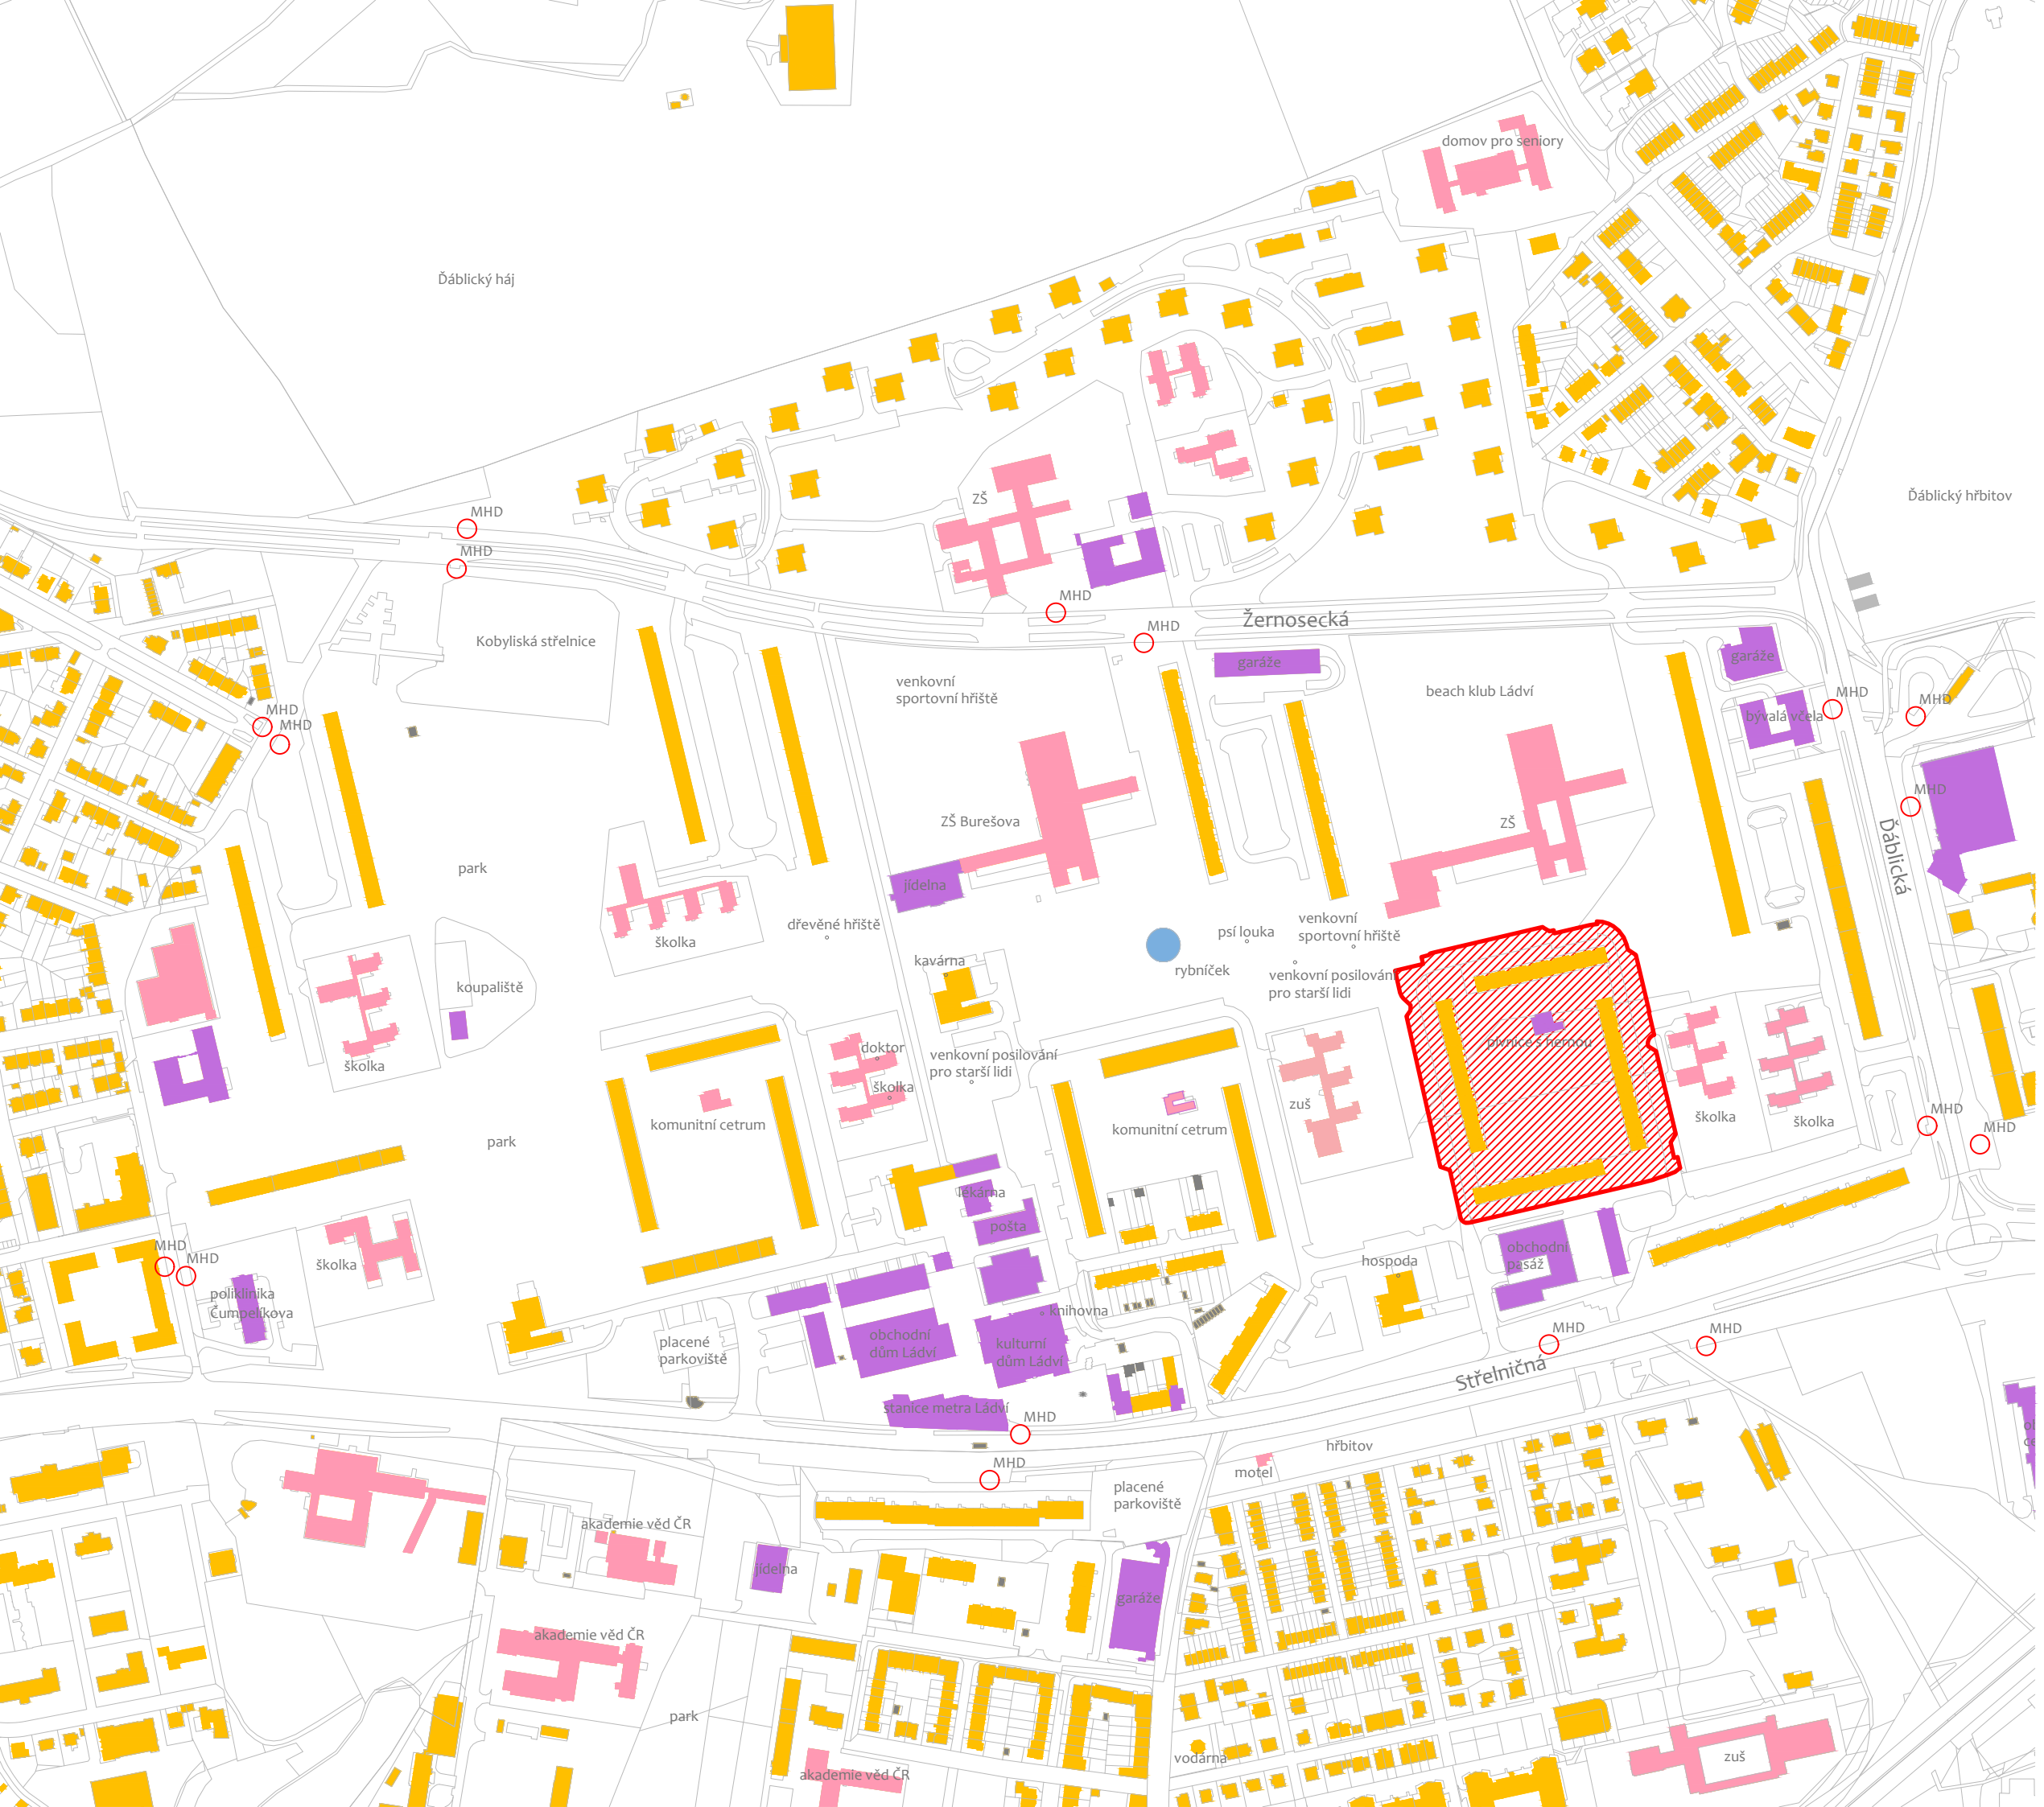 domov pro seniory
Ďáblický háj
Ďáblický hřbitov
ZŠ
MHD
MHD
MHD
Žernosecká
MHD
Kobyliská střelnice
garáže
garáže
venkovní
sportovní hřiště
beach klub Ládví
MHD
MHD
MHD
MHD
bývalá včela
MHD
ZŠ Burešova
ZŠ
Ďáblická
park
jídelna
dřevěné hřiště
venkovní
sportovní hřiště
psí louka
školka
kavárna
rybníček
venkovní posilování
pro starší lidi
koupaliště
pivnice s hernou
doktor
venkovní posilování
pro starší lidi
školka
školka
zuš
školka
školka
MHD
MHD
komunitní cetrum
komunitní cetrum
park
lékárna
pošta
MHD
MHD
školka
hospoda
obchodní
pasáž
poliklinika
Čumpelíkova
knihovna
placené
parkoviště
obchodní
dům Ládví
kulturní
dům Ládví
MHD
MHD
Střelničná
stanice metra Ládví
MHD
hřbitov
MHD
motel
placené
parkoviště
akademie věd ČR
jídelna
garáže
akademie věd ČR
park
vodárna
zuš
akademie věd ČR